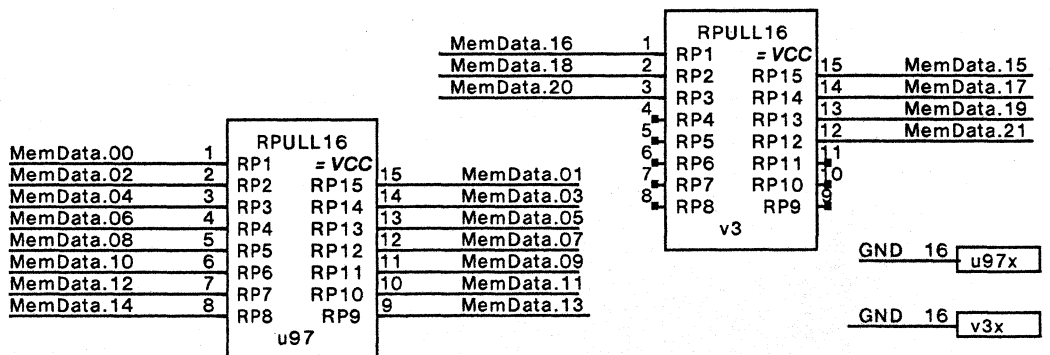 RPULL16
MemData.16 1 RP1 = VCC
MemData.18 2 RP2 RP15 15 MemData.15
MemData.20 3 RP3 RP14 14 MemData.17
4 RP4 RP13 13 MemData.19
5 RP5 RP12 12 MemData.21
6 RP6 RP11 11
7 RP7 RP10 10
8 RP8 RP9 9
v3
RPULL16
MemData.00 1 RP1 = VCC
MemData.02 2 RP2 RP15 15 MemData.01
MemData.04 3 RP3 RP14 14 MemData.03
MemData.06 4 RP4 RP13 13 MemData.05
MemData.08 5 RP5 RP12 12 MemData.07
MemData.10 6 RP6 RP11 11 MemData.09
MemData.12 7 RP7 RP10 10 MemData.11
MemData.14 8 RP8 RP9 9 MemData.13
u97
GND 16 u97x
GND 16 v3x